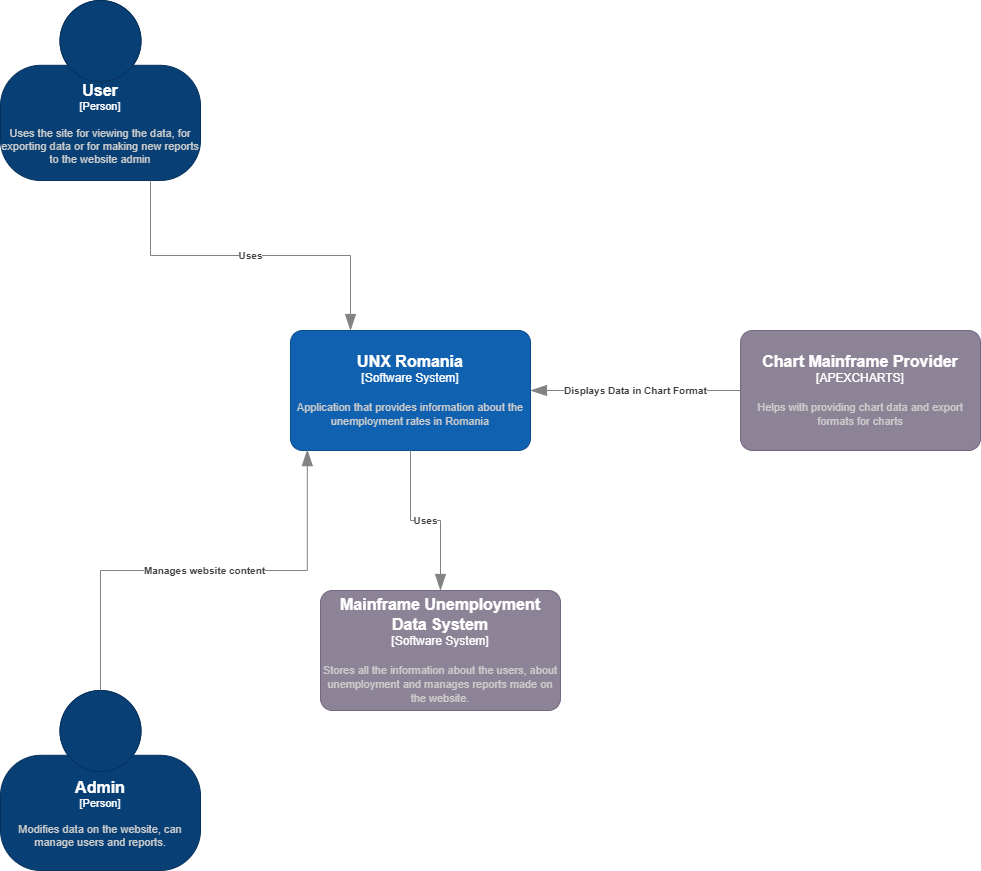 User
[Person]
Uses the site for viewing the data, for
exporting data or for making new reports
to the website admin
Uses
UNX Romania
[Software System]
Application that provides information about the
unemployment rates in Romania
Displays Data in Chart Format
Chart Mainframe Provider
[APEXCHARTS]
Helps with providing chart data and export
formats for charts
Uses
Manages website content
Mainframe Unemployment
Data System
[Software System]
Stores all the information about the users, about
unemployment and manages reports made on
the website.
Admin
[Person]
Modifies data on the website, can
manage users and reports.